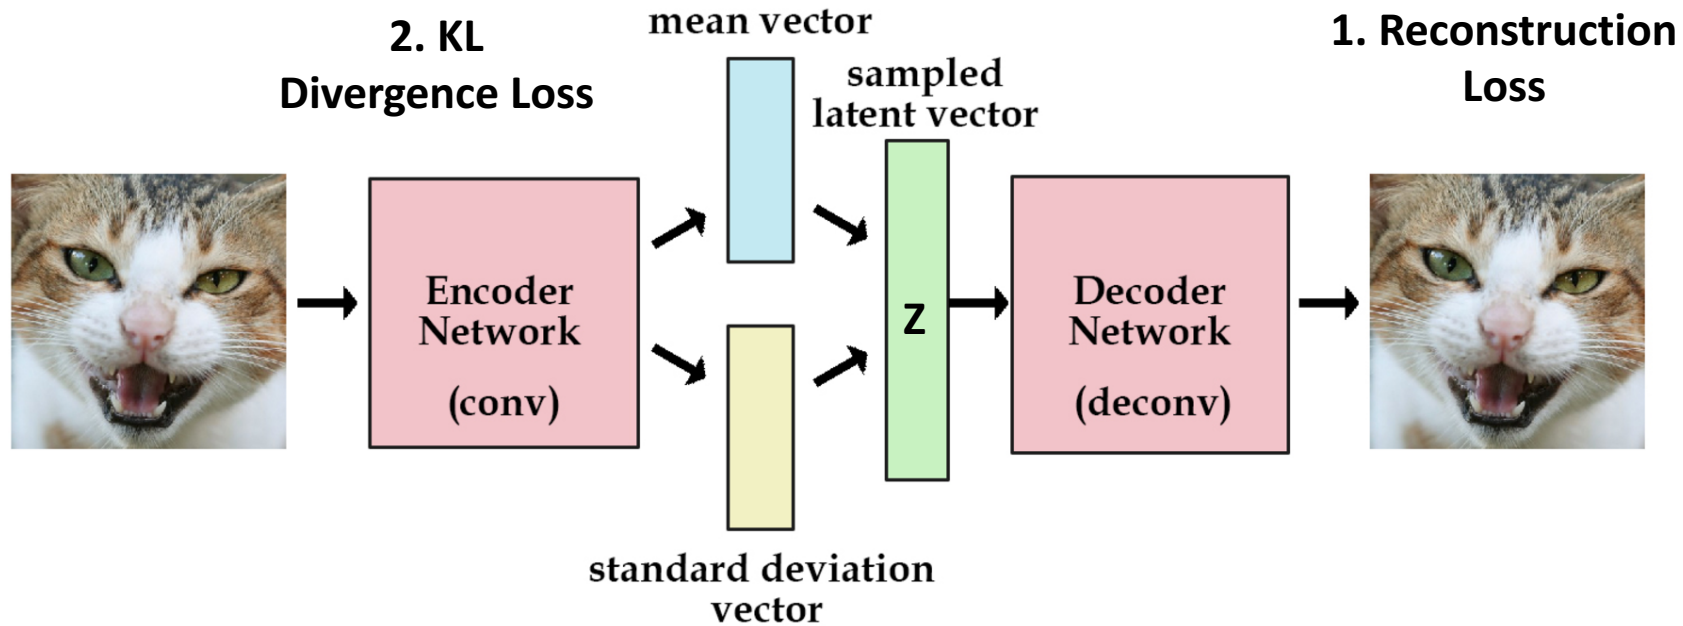 2. KL
Divergence Loss
mean vector
sampled
latent vector
1. Reconstruction
Loss
Encoder
Network
(conv)
Z
Decoder
Network
(deconv)
standard deviation
vector